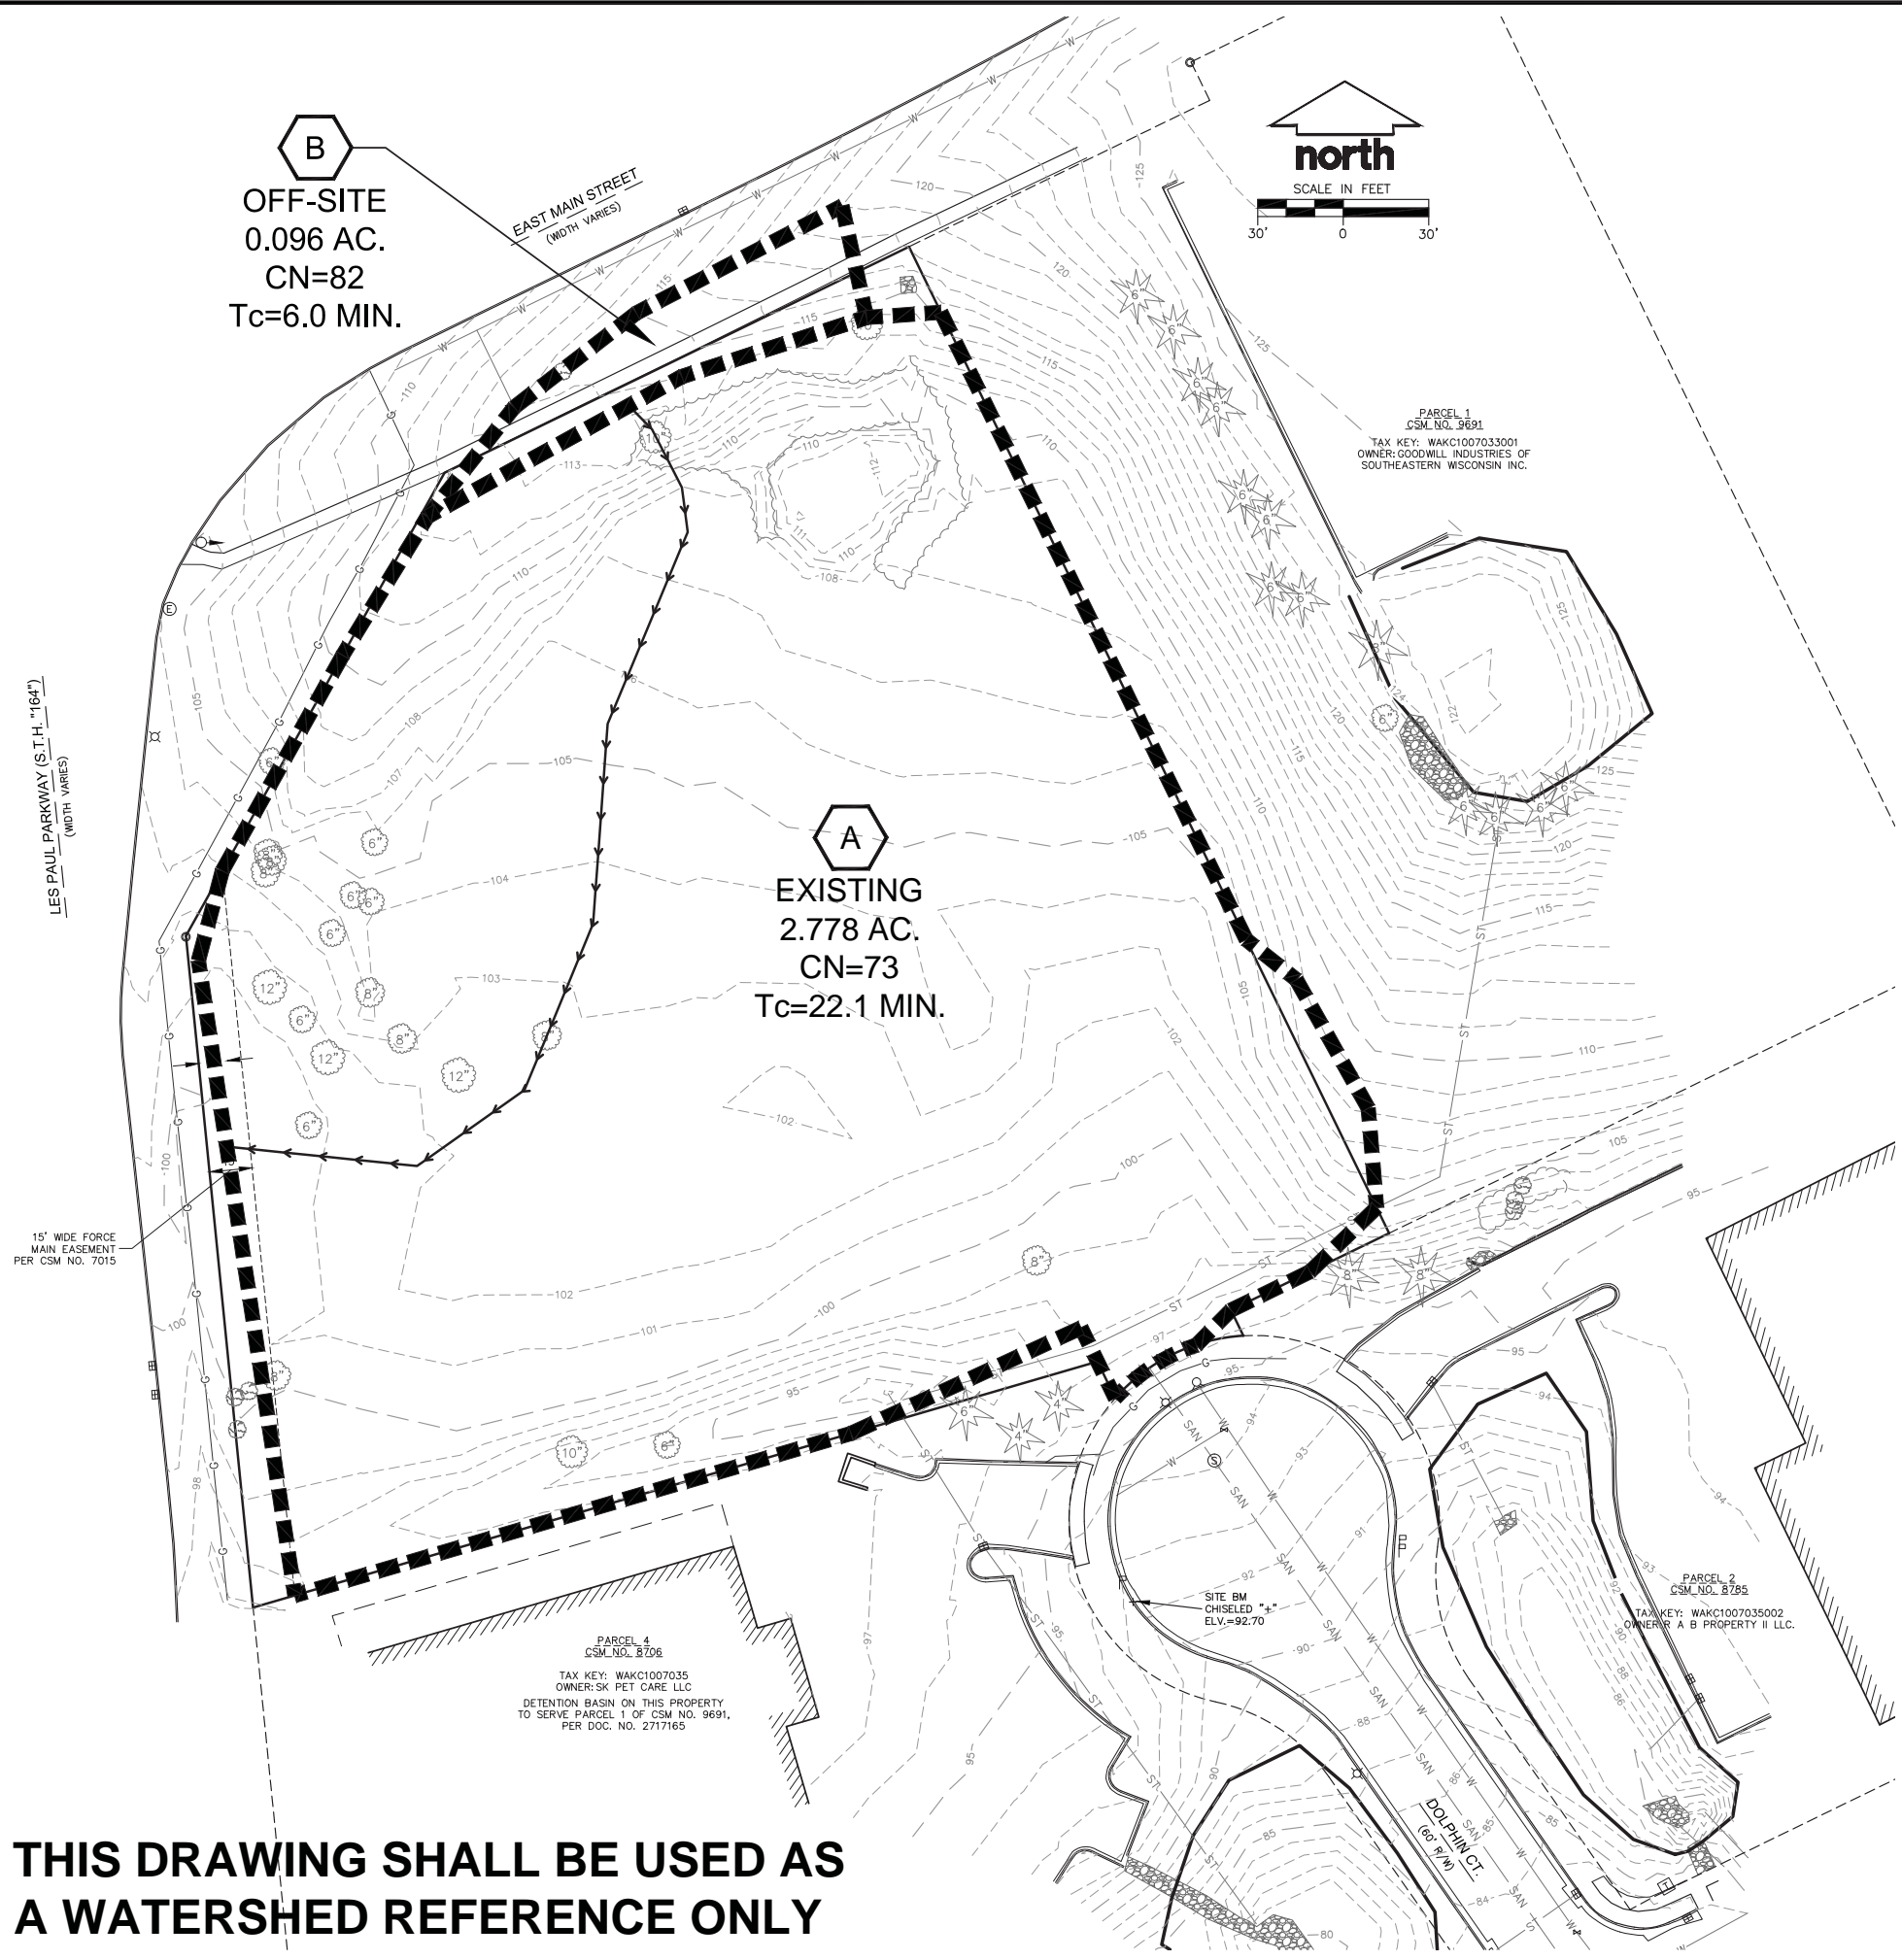 B
OFF-SITE
0.096 AC.
CN=82
Tc=6.0 MIN.
EAST MAIN STREET
(WIDTH VARIES)
north
SCALE IN FEET
30' 0 30'
PARCEL 1
CSM NO. 9691
TAX KEY: WAKC1007033001
OWNER: GOODWILL INDUSTRIES OF
SOUTHEASTERN WISCONSIN INC.
LES PAUL PARKWAY (S.T.H. "164")
(WIDTH VARIES)
A
EXISTING
2.778 AC.
CN=73
Tc=22.1 MIN.
15' WIDE FORCE
MAIN EASEMENT
PER CSM NO. 7015
SITE BM
CHISELED "+"
ELV.=92.70
PARCEL 2
CSM NO. 8785
TAX KEY: WAKC1007035002
OWNER: R A B PROPERTY II LLC.
PARCEL 4
CSM NO. 8706
TAX KEY: WAKC1007035
OWNER: SK PET CARE LLC
DETENTION BASIN ON THIS PROPERTY
TO SERVE PARCEL 1 OF CSM NO. 9691,
PER DOC. NO. 2717165
DOLPHIN CT.
(60' R/W)
THIS DRAWING SHALL BE USED AS
A WATERSHED REFERENCE ONLY